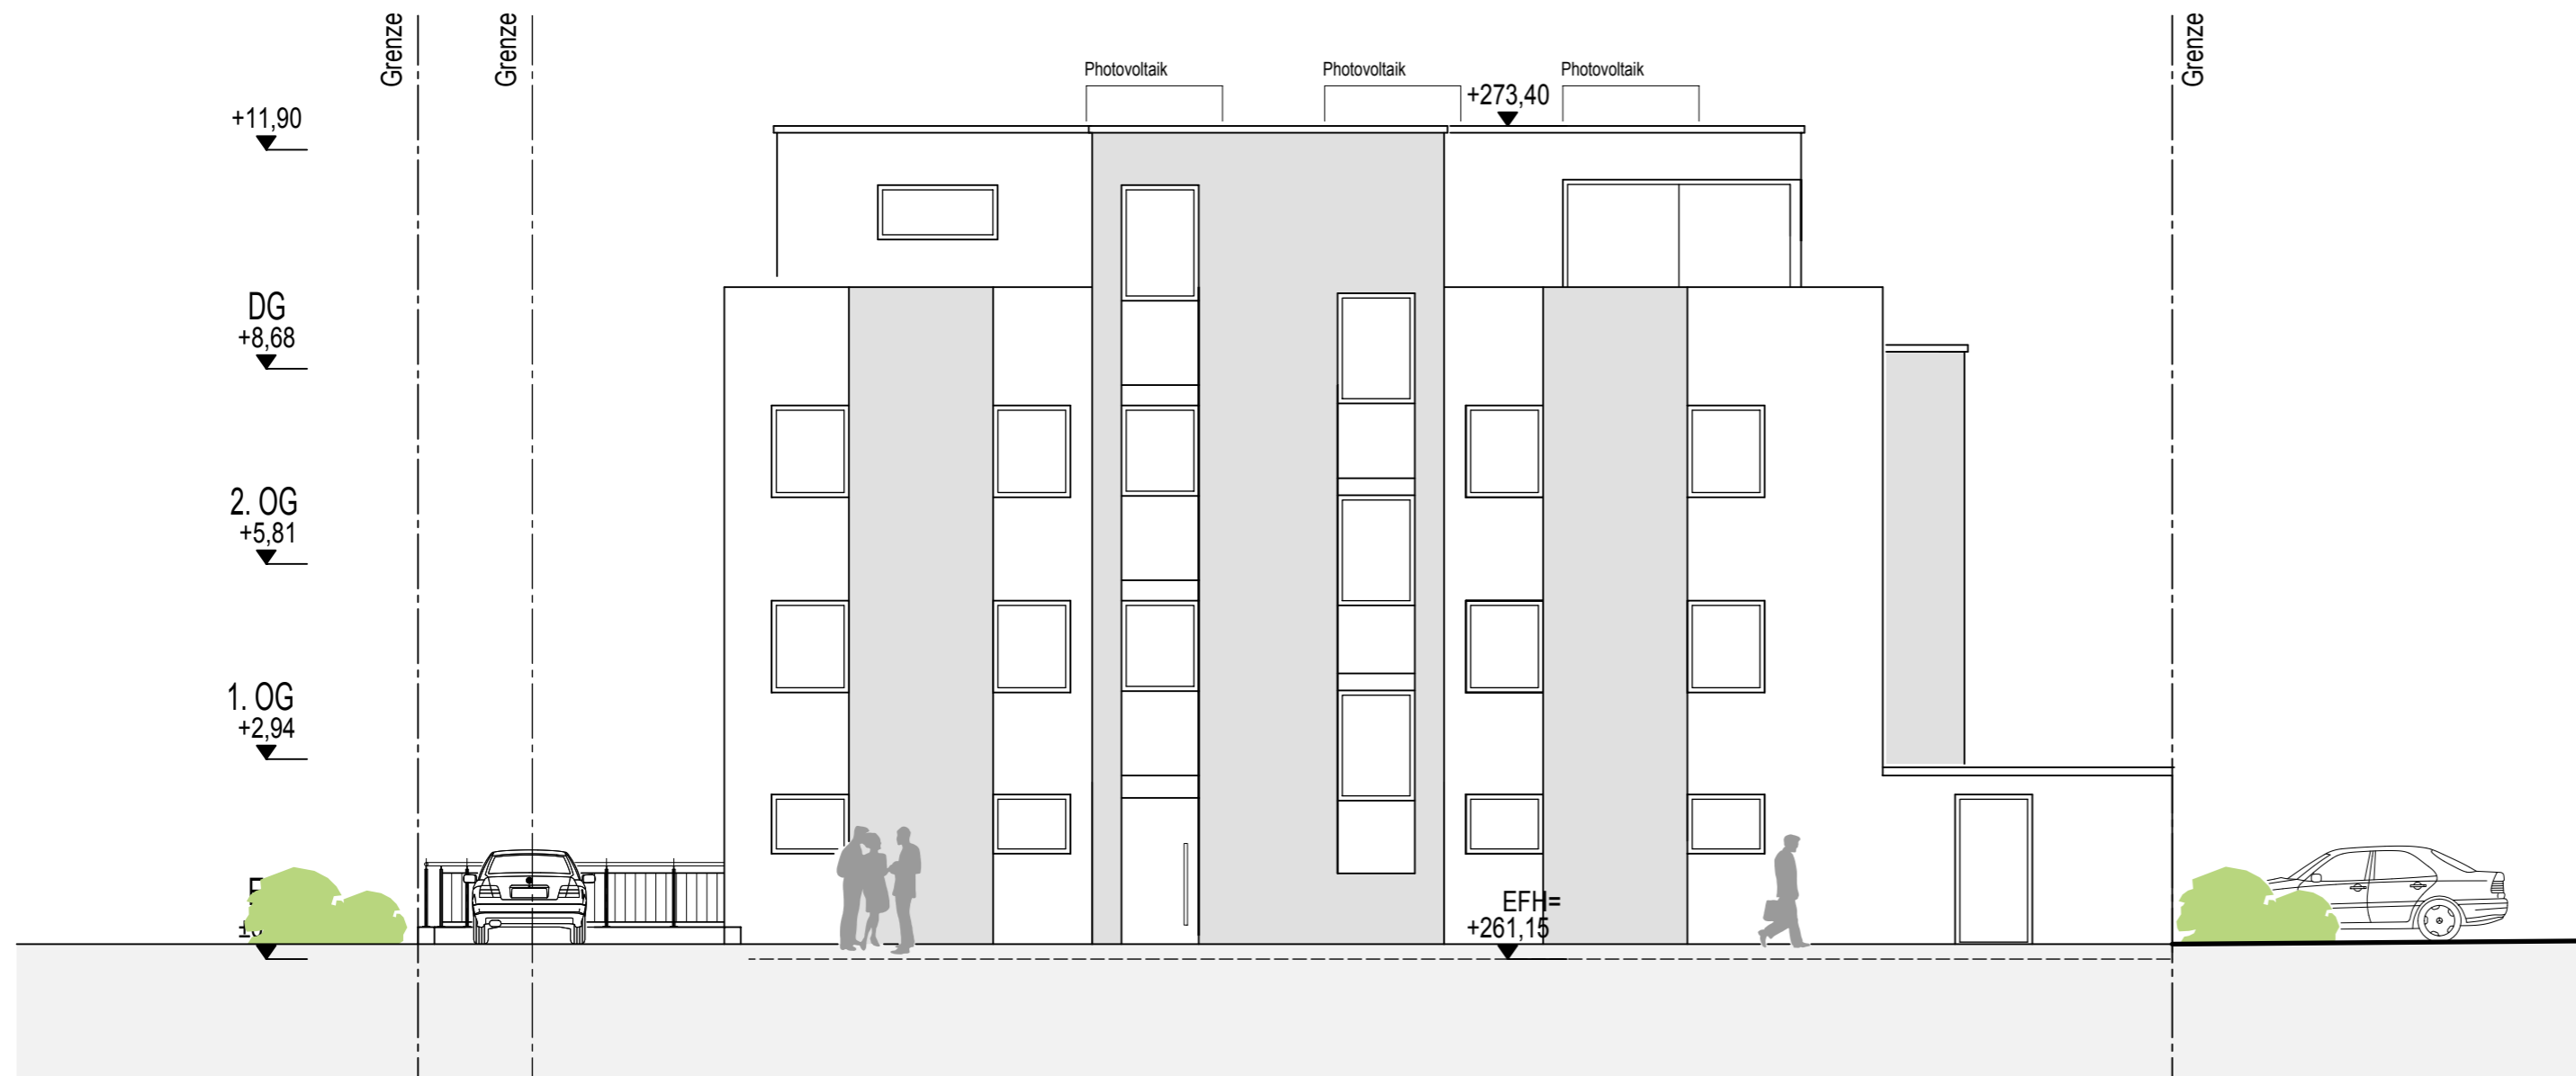 Grenze
Grenze
Grenze
Photovoltaik
Photovoltaik
Photovoltaik
+273,40
+11,90
DG
+8,68
2. OG
+5,81
1. OG
+2,94
EFH=
+261,15